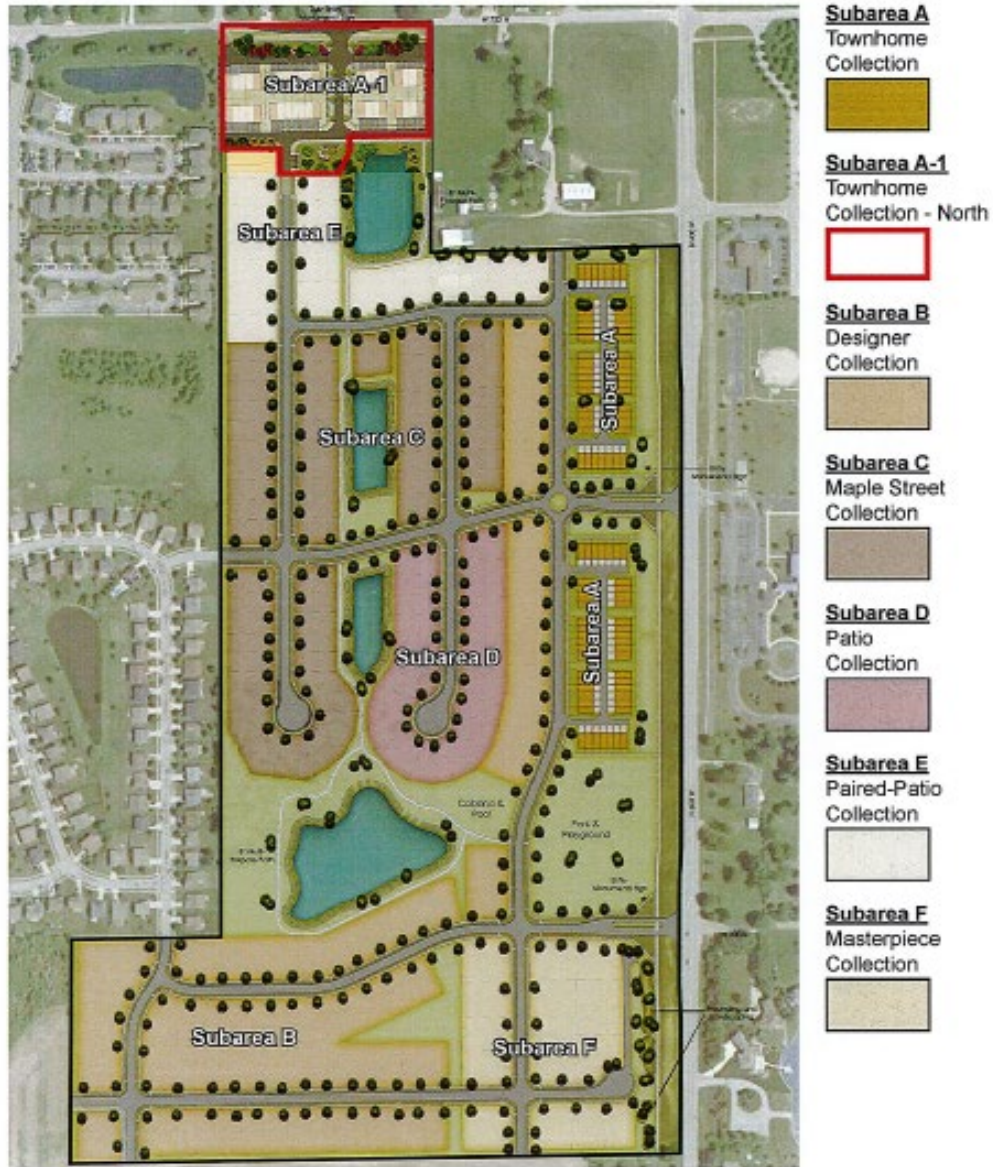 Subarea A
Townhome
Collection
Subarea A-1
Townhome
Collection - North
Subarea B
Designer
Collection
Subarea C
Maple Street
Collection
Subarea D
Patio
Collection
Subarea E
Paired-Patio
Collection
Subarea F
Masterpiece
Collection
Subarea A-1
Subarea E
Subarea A
Subarea C
Subarea A
Subarea D
Cabana &
Pool
Park &
Playground
Monument Sign
Subarea B
Subarea F